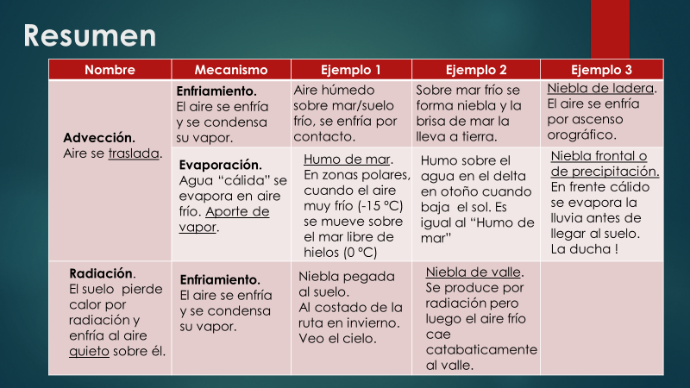 Resumen
Nombre
Mecanismo
Ejemplo 1
Ejemplo 2
Ejemplo 3
Advección.
Aire se traslada.
Enfriamiento.
El aire se enfría
y se condensa
su vapor.
Aire húmedo
sobre mar/suelo
frío, se enfría por
contacto.
Sobre mar frío se
forma niebla y la
brisa de mar la
lleva a tierra.
Niebla de ladera.
El aire se enfría
por ascenso
orográfico.
Evaporación.
Agua "cálida" se
evapora en aire
frío. Aporte de
vapor.
Humo de mar.
En zonas polares,
cuando el aire
muy frío (-15 ºC)
se mueve sobre
el mar libre de
hielos (0 ºC)
Humo sobre el
agua en el delta
en otoño cuando
baja el sol. Es
igual al "Humo de
mar"
Niebla frontal o
de precipitación.
En frente cálido
se evapora la
lluvia antes de
llegar al suelo.
La ducha !
Radiación.
El suelo pierde
calor por
radiación y
enfría al aire
quieto sobre él.
Enfriamiento.
El aire se enfría
y se condensa
su vapor.
Niebla pegada
al suelo.
Al costado de la
ruta en invierno.
Veo el cielo.
Niebla de valle.
Se produce por
radiación pero
luego el aire frío
cae
catabaticamente
al valle.